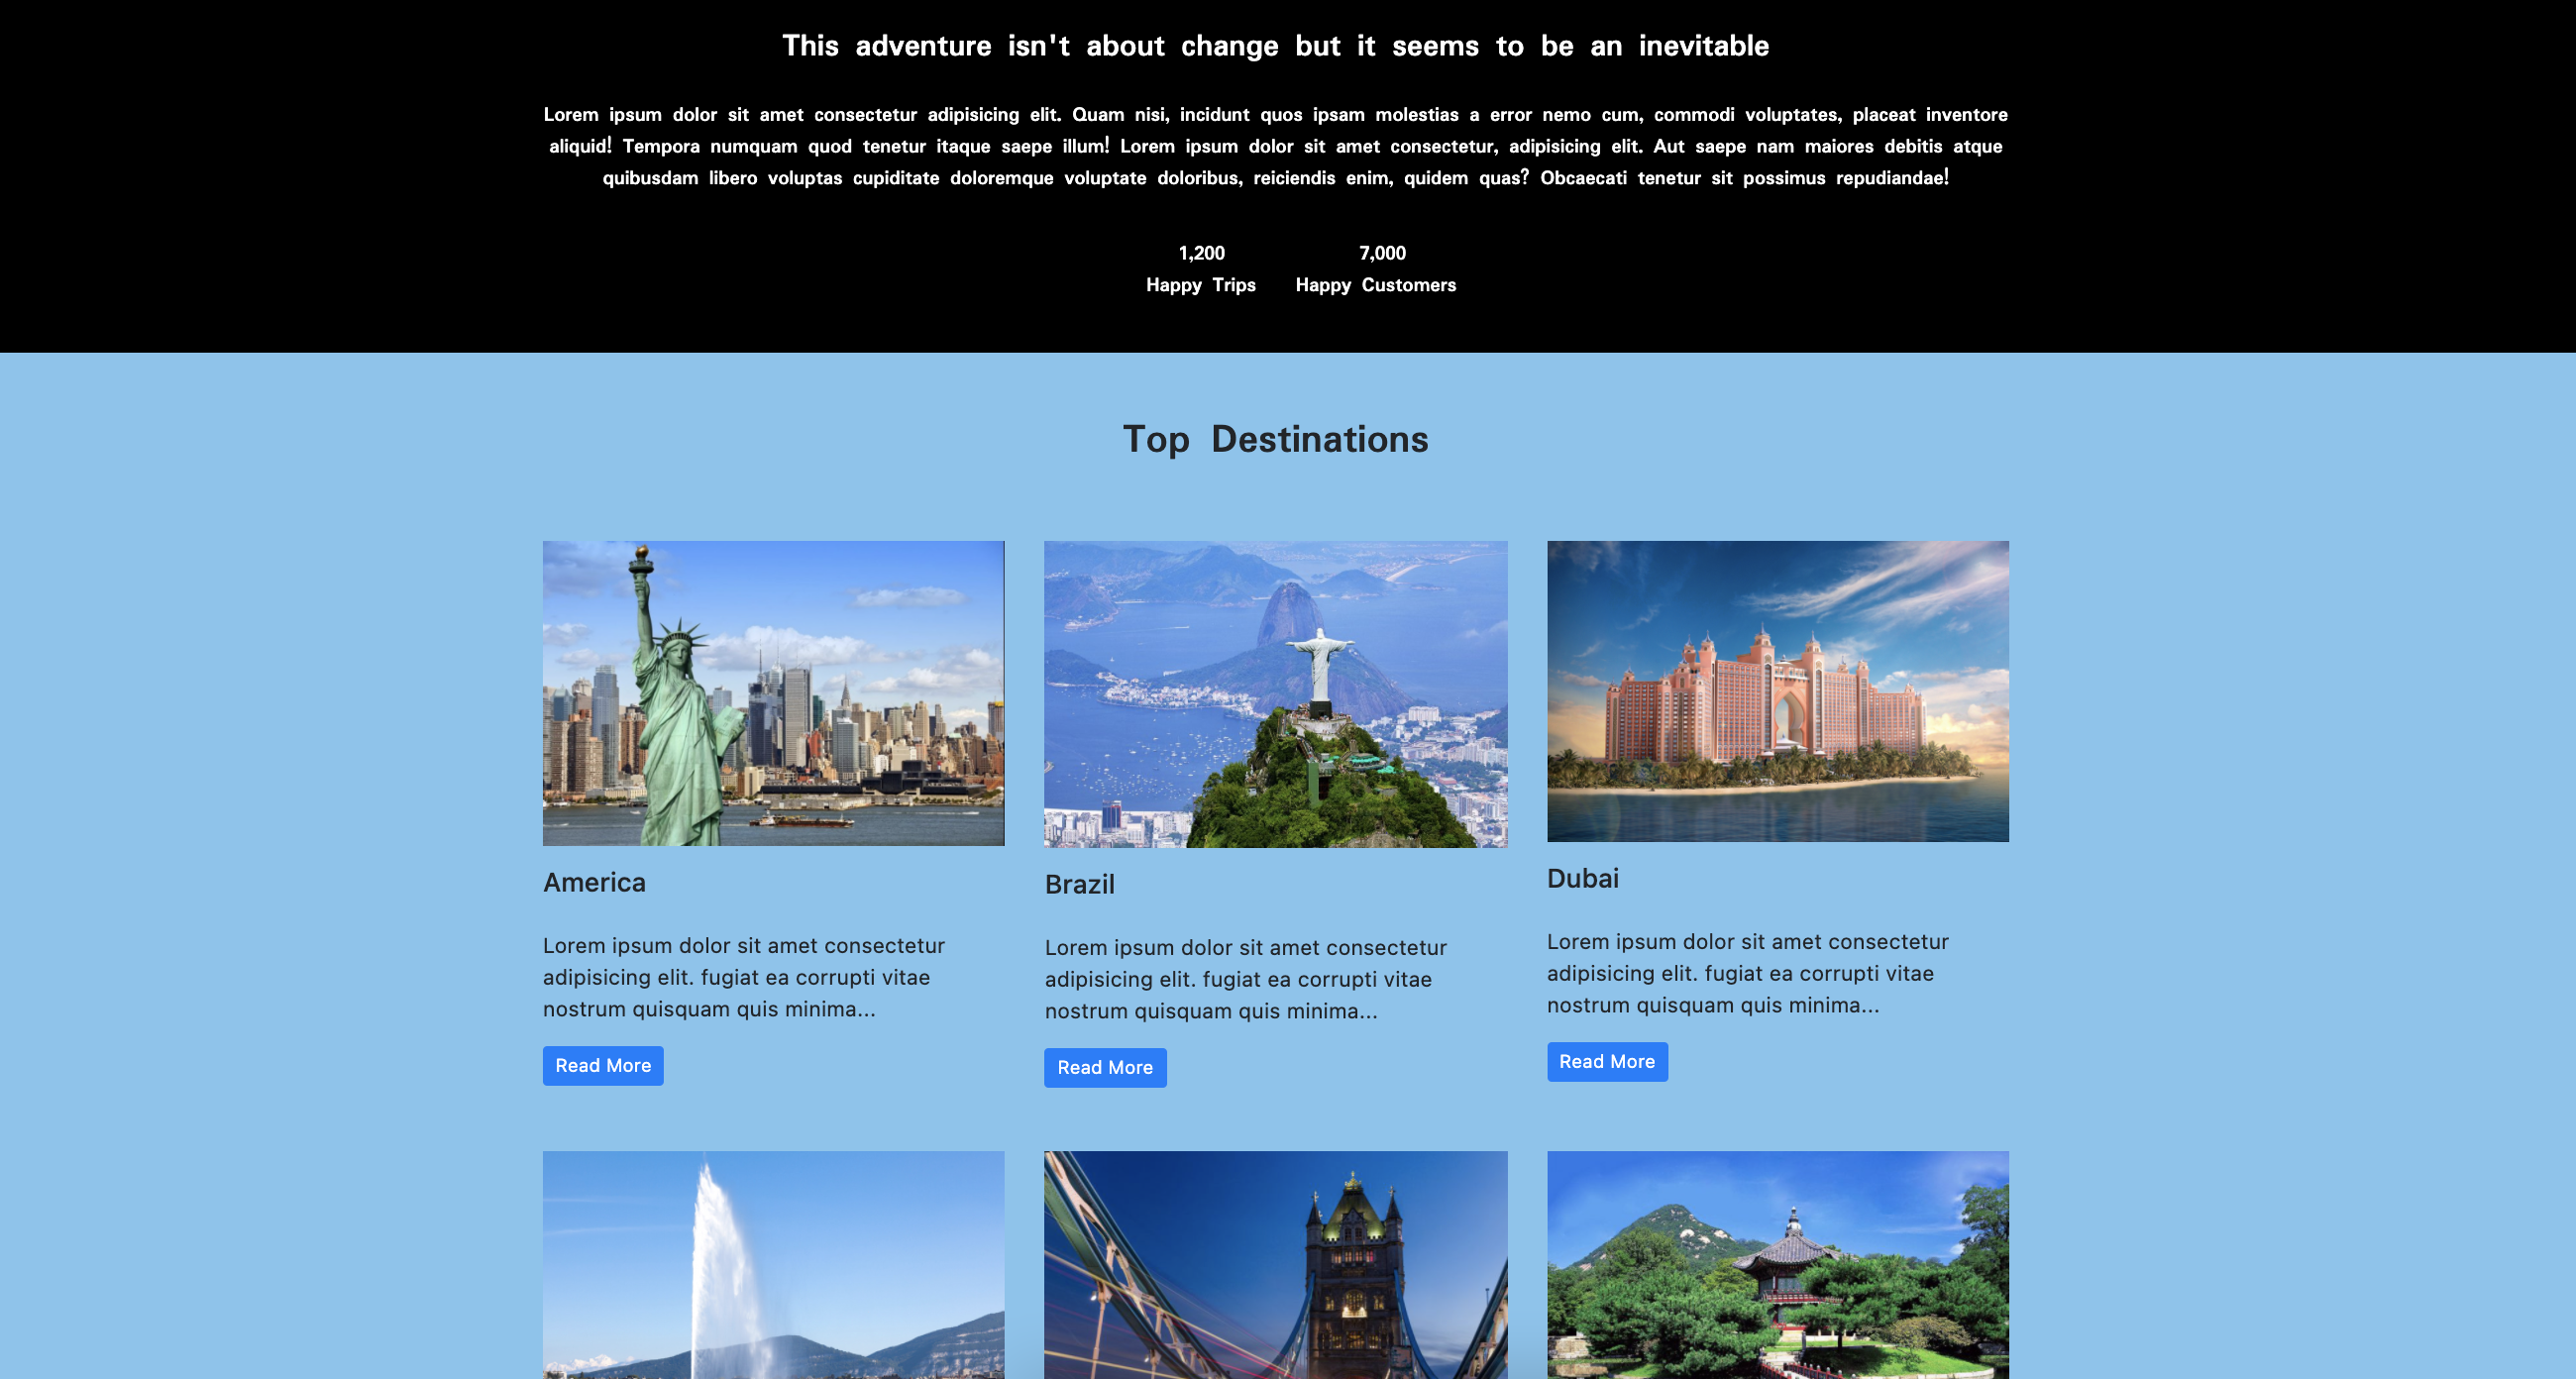 This adventure isn't about change but it seems to be an inevitable
Lorem ipsum dolor sit amet consectetur adipisicing elit. Quam nisi, incidunt quos ipsam molestias a error nemo cum, commodi voluptates, placeat inventore
aliquid! Tempora numquam quod tenetur itaque saepe illum! Lorem ipsum dolor sit amet consectetur, adipisicing elit. Aut saepe nam maiores debitis atque
quibusdam libero voluptas cupiditate doloremque voluptate doloribus, reiciendis enim, quidem quas? Obcaecati tenetur sit possimus repudiandae!
1,200
Happy Trips
7,000
Happy Customers
Top Destinations
America
Lorem ipsum dolor sit amet consectetur
adipisicing elit. fugiat ea corrupti vitae
nostrum quisquam quis minima...
Read More
Brazil
Lorem ipsum dolor sit amet consectetur
adipisicing elit. fugiat ea corrupti vitae
nostrum quisquam quis minima...
Read More
Dubai
Lorem ipsum dolor sit amet consectetur
adipisicing elit. fugiat ea corrupti vitae
nostrum quisquam quis minima...
Read More